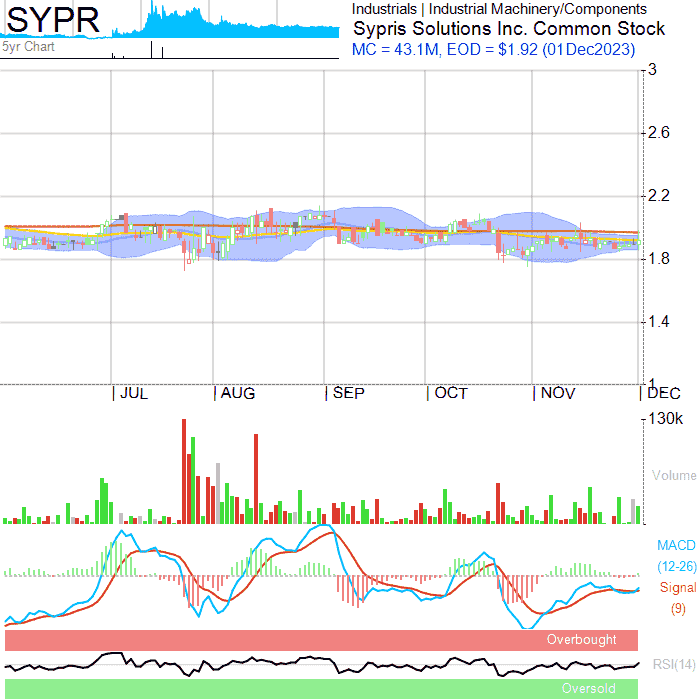 SYPR
5yr Chart
Industrials | Industrial Machinery/Components
Sypris Solutions Inc. Common Stock
MC = 43.1M, EOD = $1.92 (01Dec2023)
3
2.6
2.2
1.8
1.4
1
JUL AUG SEP OCT NOV DEC
130k
Volume
MACD
(12-26)
Signal
(9)
Overbought
RSI(14)
Oversold